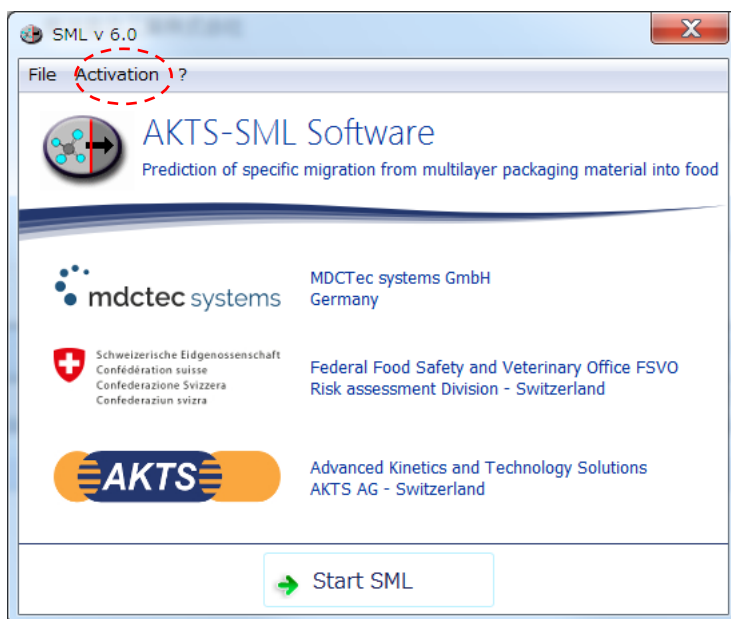 SML v 6.0
File Activation ?
AKTS-SML Software
Prediction of specific migration from multilayer packaging material into food
mdctec systems
MDCTec systems GmbH
Germany
Schweizerische Eidgenossenschaft
Confédération suisse
Confederazione Svizzera
Confederaziun svizra
Federal Food Safety and Veterinary Office FSVO
Risk assessment Division - Switzerland
AKTS
Advanced Kinetics and Technology Solutions
AKTS AG - Switzerland
Start SML